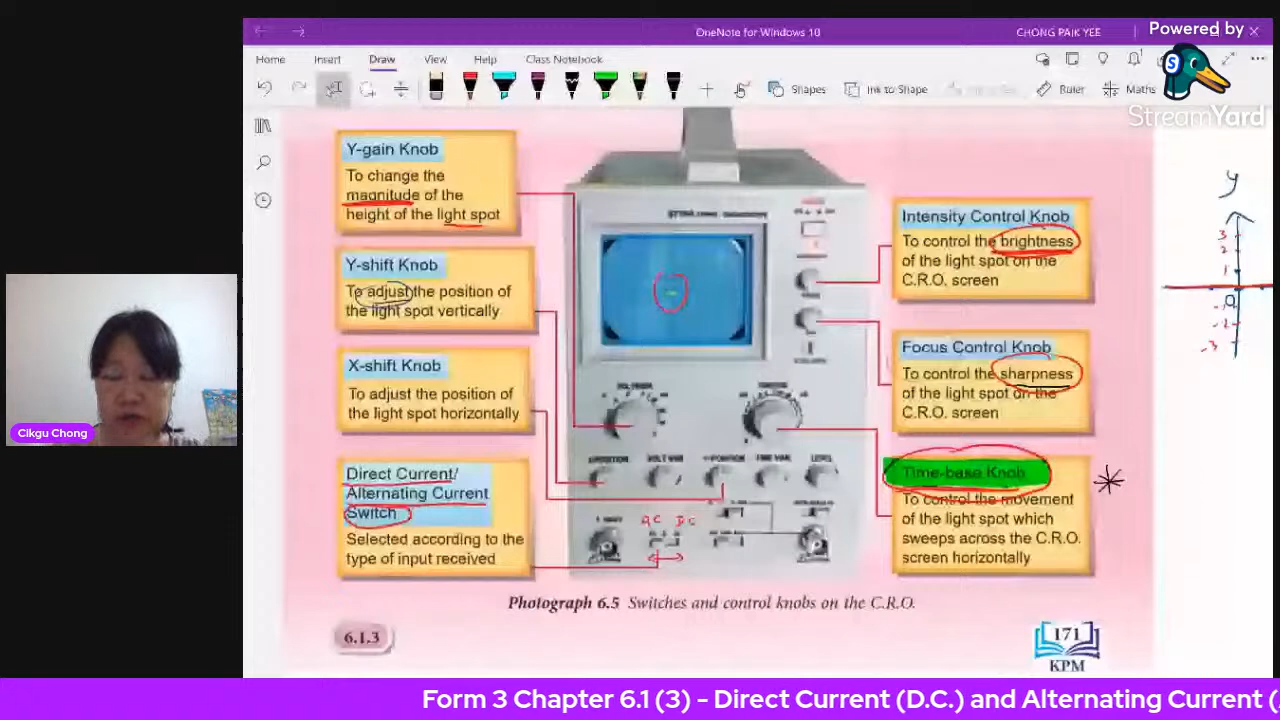 OneNote for Windows 10
CHONG PAIK YEE
Powered by
StreamYard
Home Insert Draw View Help Class Notebook
Shapes Ink to Shape Ruler Maths
Y-gain Knob
To change the
magnitude of the
height of the light spot
Y-shift Knob
To adjust the position of
the light spot vertically
X-shift Knob
To adjust the position of
the light spot horizontally
Direct Current/
Alternating Current
Switch
Selected according to the
type of input received
AC DC
LEVEL
Intensity Control Knob
To control the brightness
of the light spot on the
C.R.O. screen
Focus Control Knob
To control the sharpness
of the light spot on the
C.R.O. screen
Time-base Knob
To control the movement
of the light spot which
sweeps across the C.R.O.
screen horizontally
y
3
2
1
0
-1
-2
-3
Photograph 6.5 Switches and control knobs on the C.R.O.
6.1.3
171
KPM
Cikgu Chong
Form 3 Chapter 6.1 (3) - Direct Current (D.C.) and Alternating Current (